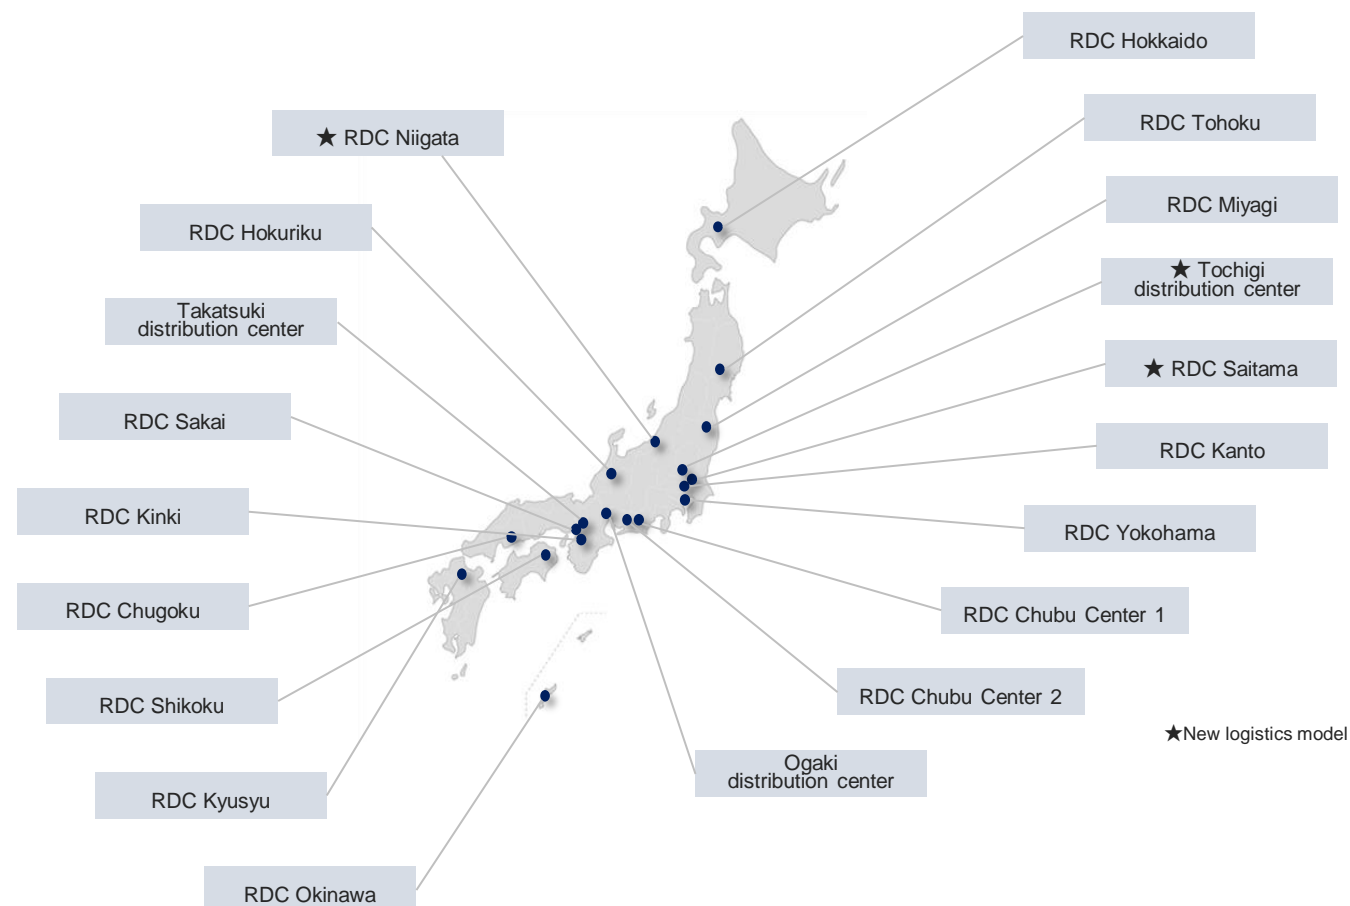 RDC Hokkaido
RDC Tohoku
★ RDC Niigata
RDC Miyagi
RDC Hokuriku
★ Tochigi
distribution center
Takatsuki
distribution center
★ RDC Saitama
RDC Sakai
RDC Kanto
RDC Kinki
RDC Yokohama
RDC Chugoku
RDC Chubu Center 1
RDC Shikoku
RDC Chubu Center 2
★New logistics model
Ogaki
distribution center
RDC Kyusyu
RDC Okinawa